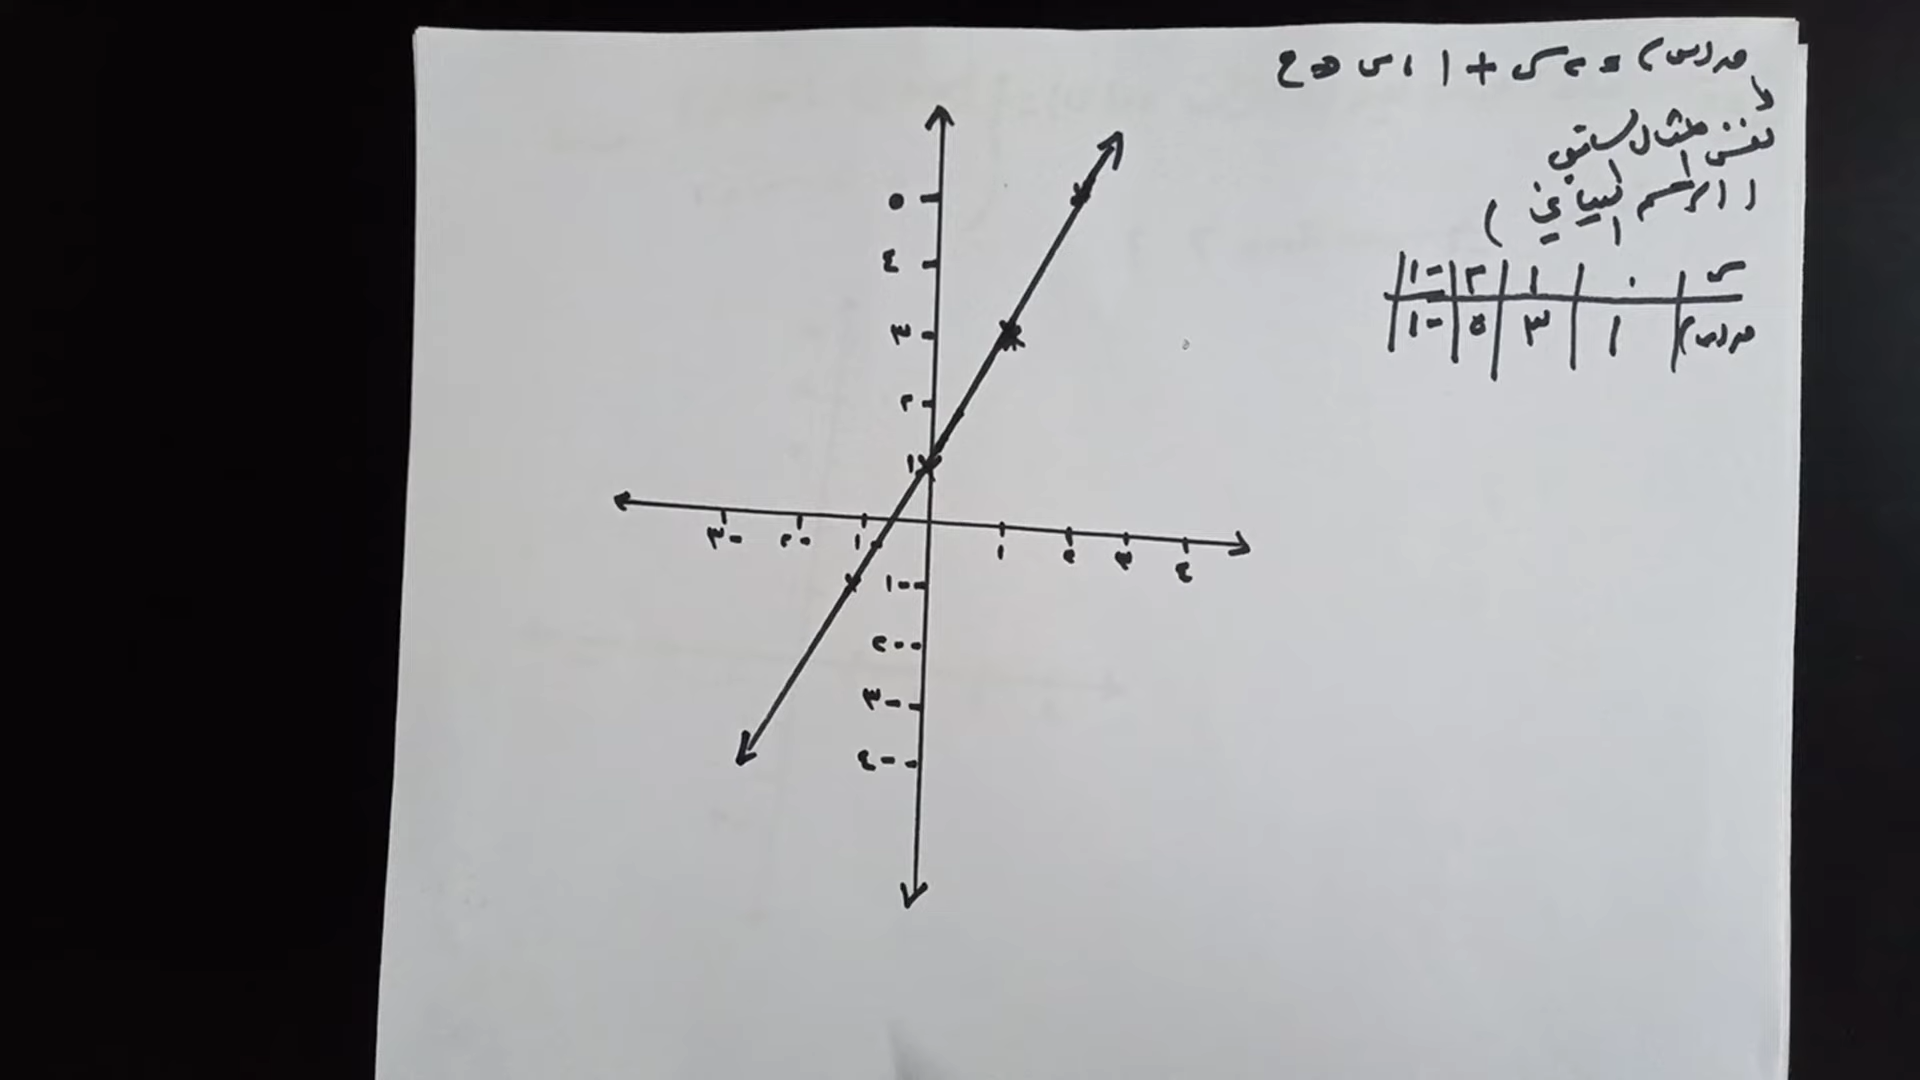 ص(س) = ٢س + ١ ، س ∈ ح
نفس المثال السابق
( الرسم البياني )
س | ٠ | ١ | ٢ | -١
ص(س) | ١ | ٣ | ٥ | -١
٥
٤
٣
٢
١
-٣ -٢ -١ ١ ٢ ٣ ٤
-١
-٢
-٣
-٤